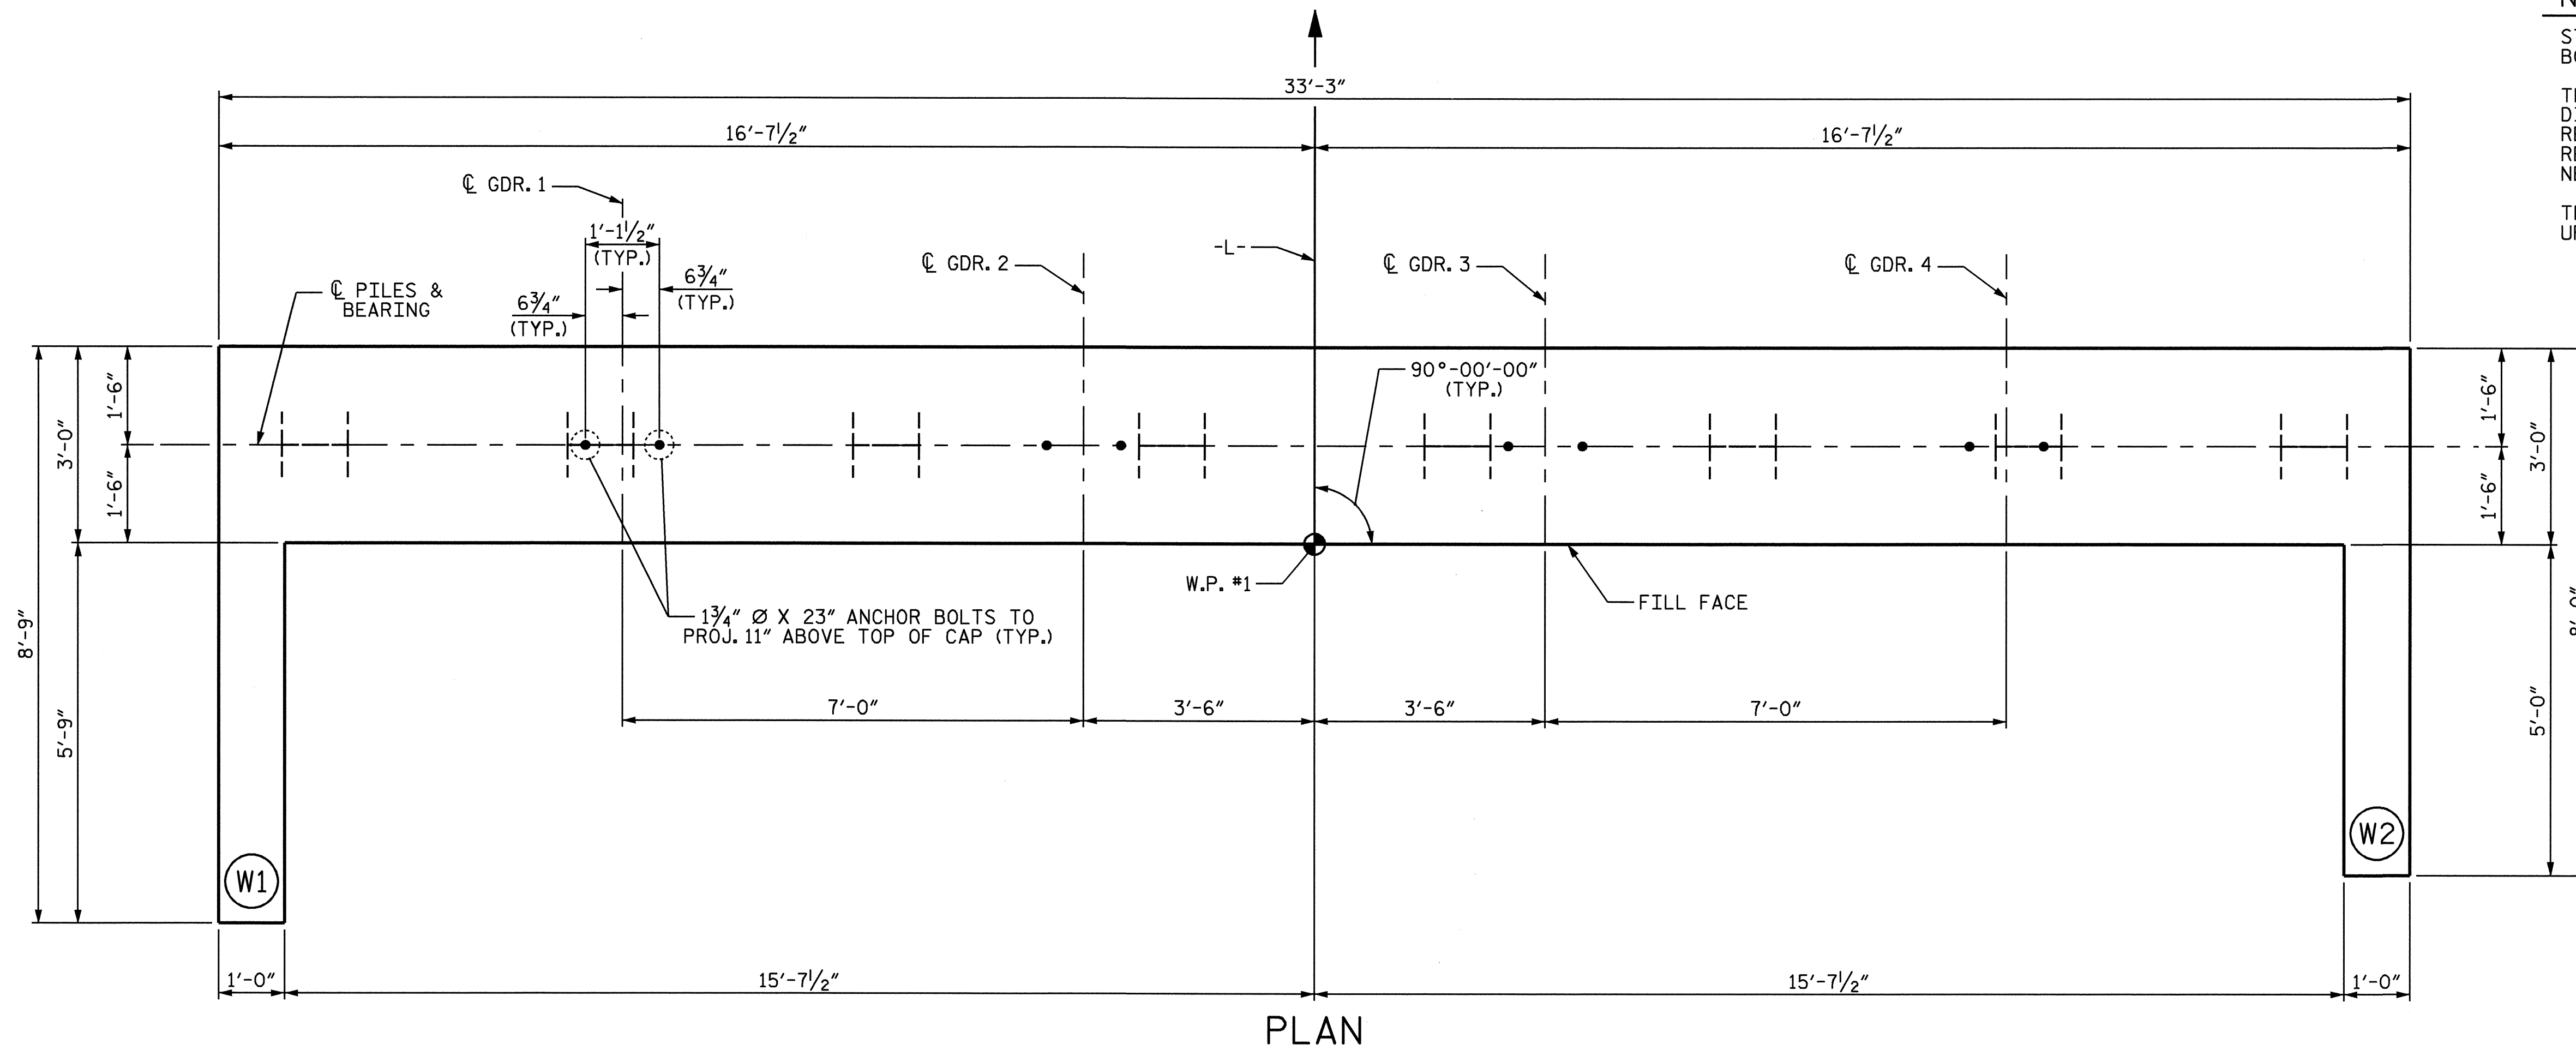 33'-3"
16'-7½"
16'-7½"
℄ GDR. 1
1'-1½"
(TYP.)
-L-
℄ GDR. 2
℄ GDR. 3
℄ GDR. 4
6¾"
(TYP.)
6¾"
(TYP.)
℄ PILES &
BEARING
90°-00'-00"
(TYP.)
1'-6"
3'-0"
1'-6"
1'-6"
3'-0"
1'-6"
W.P. #1
FILL FACE
1¾" Ø X 23" ANCHOR BOLTS TO
PROJ. 11" ABOVE TOP OF CAP (TYP.)
8'-9"
5'-9"
7'-0"
3'-6"
3'-6"
7'-0"
5'-0"
8'-0"
W1
W2
1'-0"
15'-7½"
15'-7½"
1'-0"
PLAN